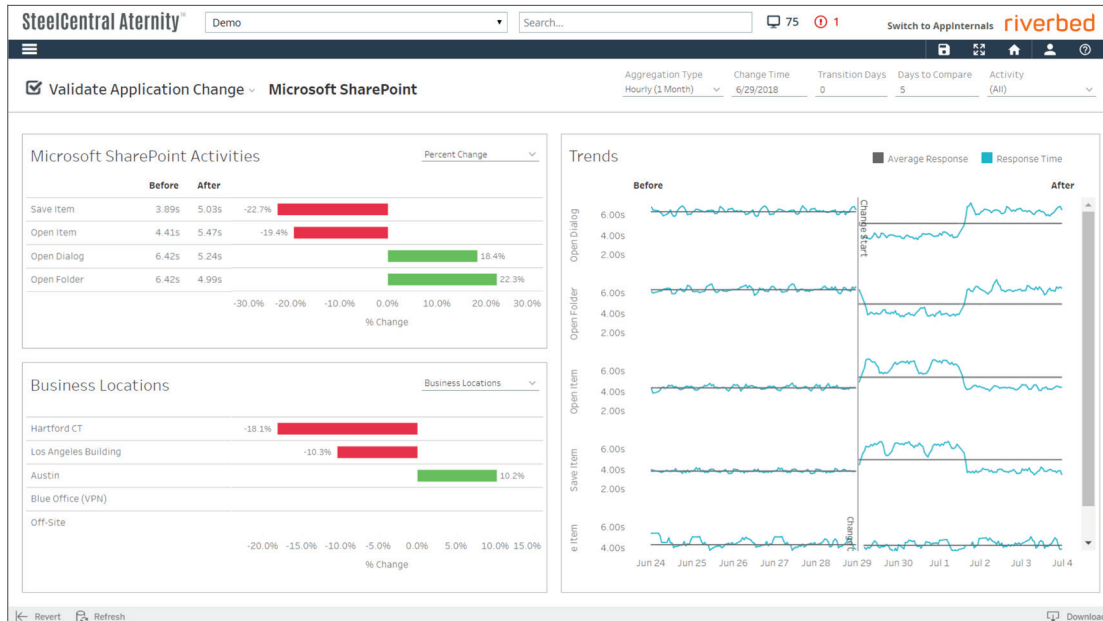 SteelCentral Aternity™
Demo
Search...
75
1
Switch to AppInternals
riverbed
Validate Application Change
Microsoft SharePoint
Aggregation Type
Hourly (1 Month)
Change Time
6/29/2018
Transition Days
0
Days to Compare
5
Activity
(All)
Microsoft SharePoint Activities
Percent Change
Before After
Save Item 3.89s 5.03s -22.7%
Open Item 4.41s 5.47s -19.4%
Open Dialog 6.42s 5.24s 18.4%
Open Folder 6.42s 4.99s 22.3%
-30.0% -20.0% -10.0% 0.0% 10.0% 20.0% 30.0%
% Change
Business Locations
Business Locations
Hartford CT -18.1%
Los Angeles Building -10.3%
Austin 10.2%
Blue Office (VPN)
Off-Site
-20.0% -15.0% -10.0% -5.0% 0.0% 5.0% 10.0% 15.0%
% Change
Trends
Average Response
Response Time
Before After
Open Dialog
6.00s
4.00s
2.00s
Change Start
Open Folder
6.00s
4.00s
2.00s
Open Item
6.00s
4.00s
2.00s
Save Item
6.00s
4.00s
2.00s
e Item
6.00s
4.00s
Jun 24 Jun 25 Jun 26 Jun 27 Jun 28 Jun 29 Jun 30 Jul 1 Jul 2 Jul 3 Jul 4
Revert
Refresh
Download